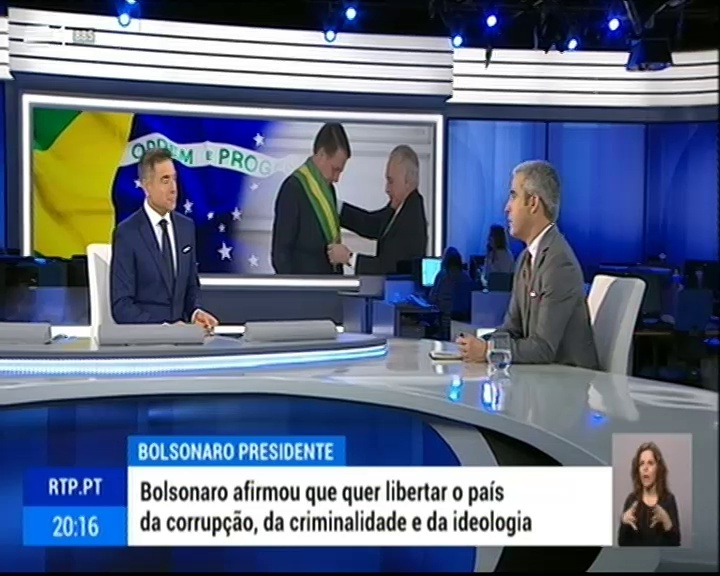 ORDEM E PROG
BOLSONARO PRESIDENTE
RTP.PT
Bolsonaro afirmou que quer libertar o país
20:16
da corrupção, da criminalidade e da ideologia